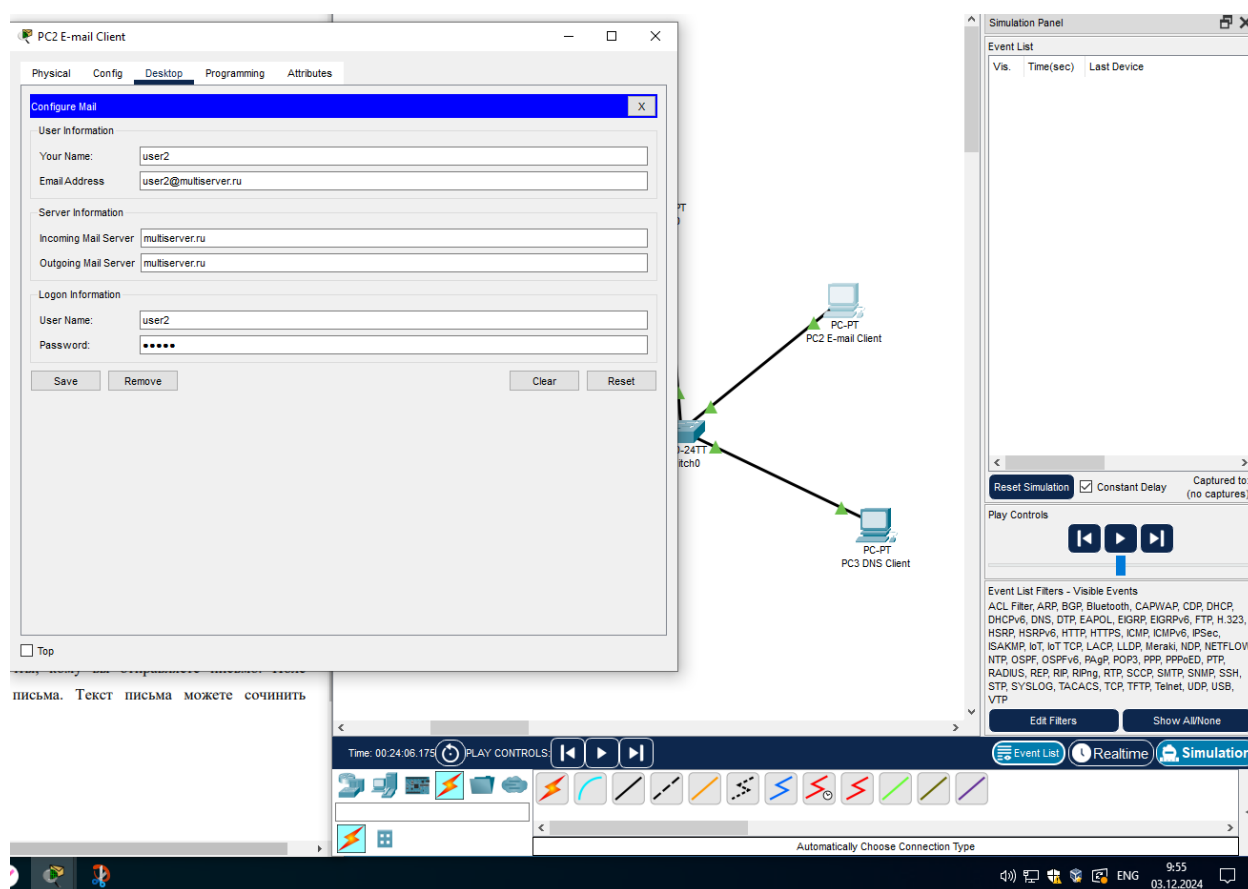 PC2 E-mail Client
Physical Config Desktop Programming Attributes
Configure Mail X
User Information
Your Name: user2
Email Address user2@multiserver.ru
Server Information
Incoming Mail Server multiserver.ru
Outgoing Mail Server multiserver.ru
Logon Information
User Name: user2
Password: •••••
Save Remove Clear Reset
Top
письма. Текст письма можете сочинить
PC-PT
PC2 E-mail Client
-24TT
itch0
PC-PT
PC3 DNS Client
Simulation Panel
Event List
Vis. Time(sec) Last Device
Reset Simulation Constant Delay Captured to:
(no captures)
Play Controls
Event List Filters - Visible Events
ACL Filter, ARP, BGP, Bluetooth, CAPWAP, CDP, DHCP,
DHCPv6, DNS, DTP, EAPOL, EIGRP, EIGRPv6, FTP, H.323,
HSRP, HSRPv6, HTTP, HTTPS, ICMP, ICMPv6, IPSec,
ISAKMP, IoT, IoT TCP, LACP, LLDP, Meraki, NDP, NETFLOW
NTP, OSPF, OSPFv6, PAgP, POP3, PPP, PPPoED, PTP,
RADIUS, REP, RIP, RIPng, RTP, SCCP, SMTP, SNMP, SSH,
STP, SYSLOG, TACACS, TCP, TFTP, Telnet, UDP, USB,
VTP
Edit Filters Show All/None
Time: 00:24:06.175 PLAY CONTROLS:
Event List Realtime Simulation
Automatically Choose Connection Type
ENG 9:55
03.12.2024